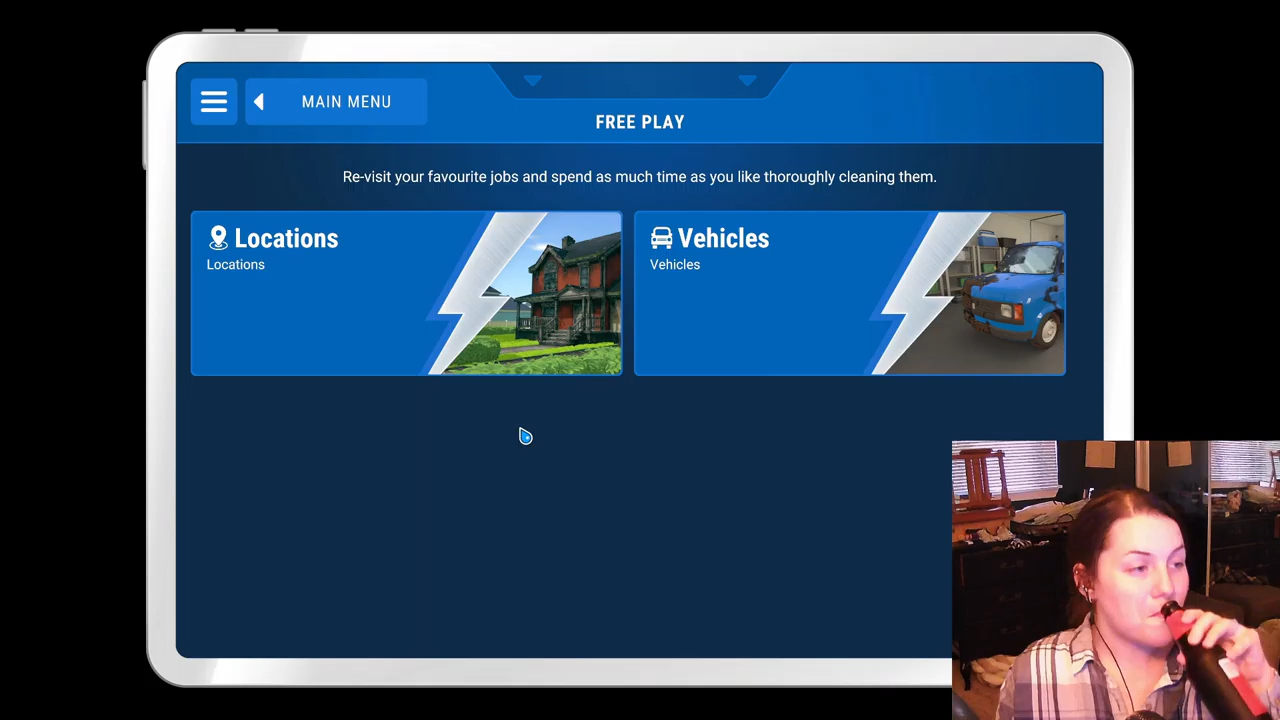 MAIN MENU
FREE PLAY
Re-visit your favourite jobs and spend as much time as you like thoroughly cleaning them.
Locations
Locations
Vehicles
Vehicles